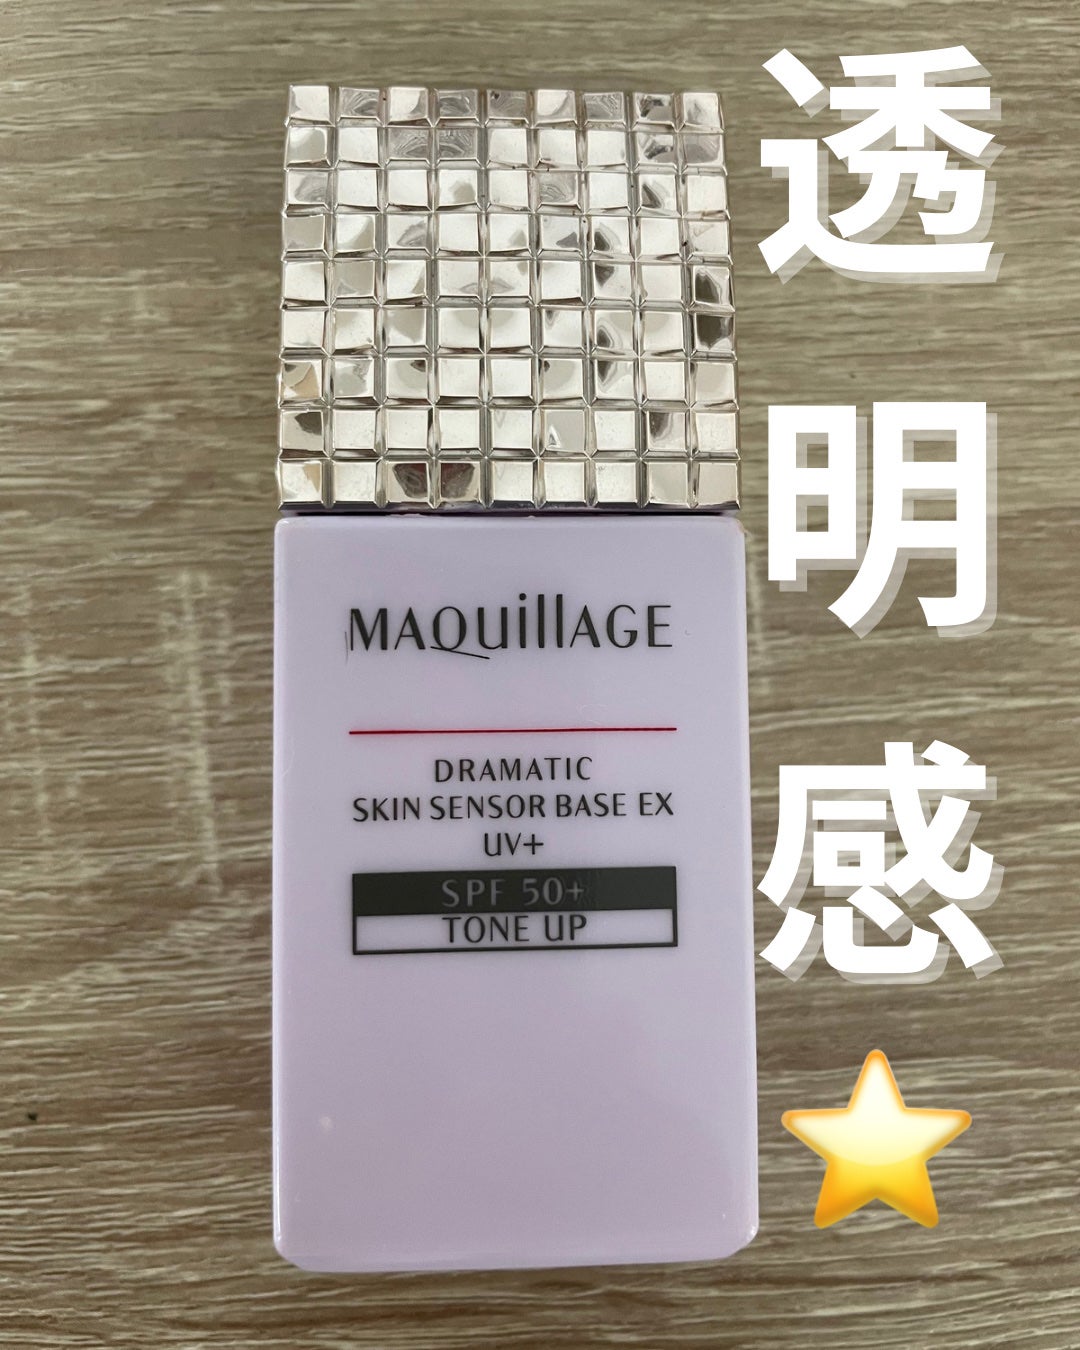 MAQuillAGE
DRAMATIC
SKIN SENSOR BASE EX
UV+
SPF 50+
TONE UP
透明感